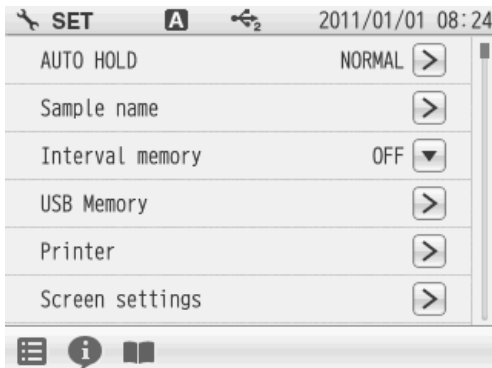 SET A 2 2011/01/01 08:24
AUTO HOLD NORMAL >
Sample name >
Interval memory OFF
USB Memory >
Printer >
Screen settings >
i